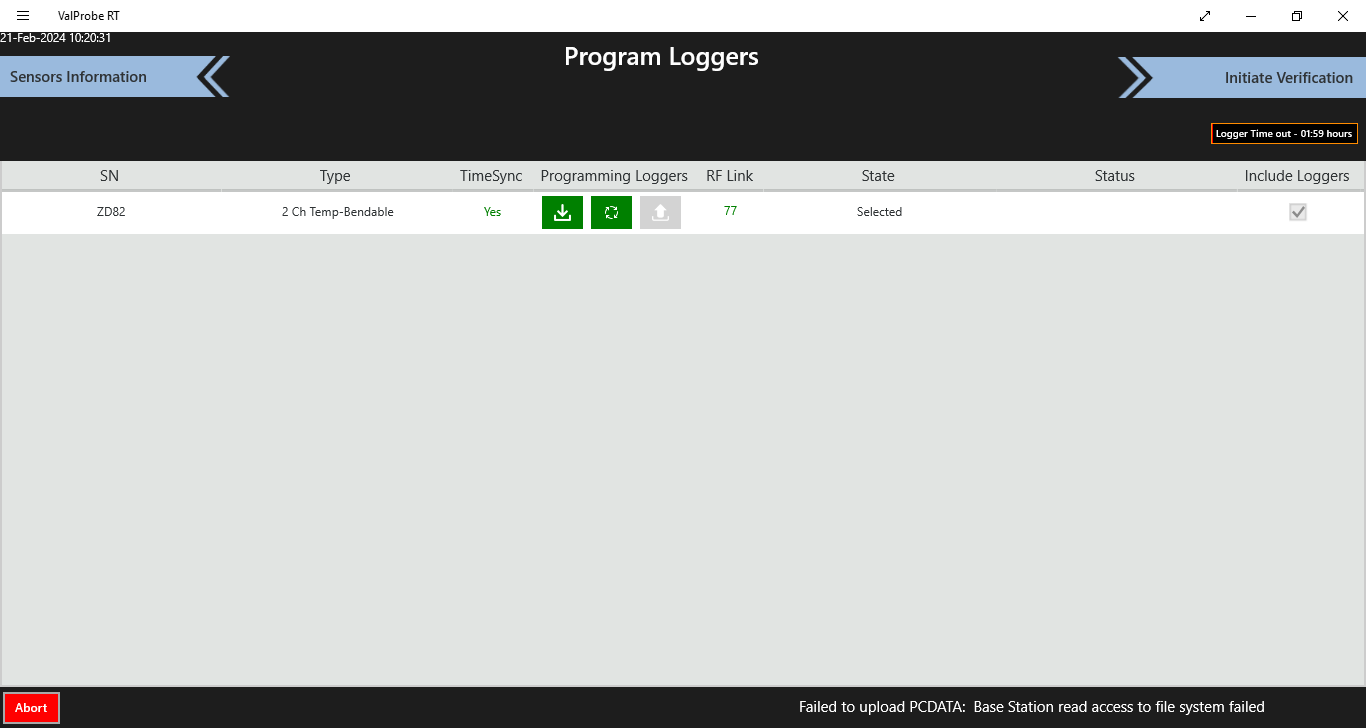 ValProbe RT
21-Feb-2024 10:20:31
Program Loggers
Sensors Information
Initiate Verification
Logger Time out - 01:59 hours
SN Type TimeSync Programming Loggers RF Link State Status Include Loggers
ZD82 2 Ch Temp-Bendable Yes 77 Selected
Abort
Failed to upload PCDATA: Base Station read access to file system failed